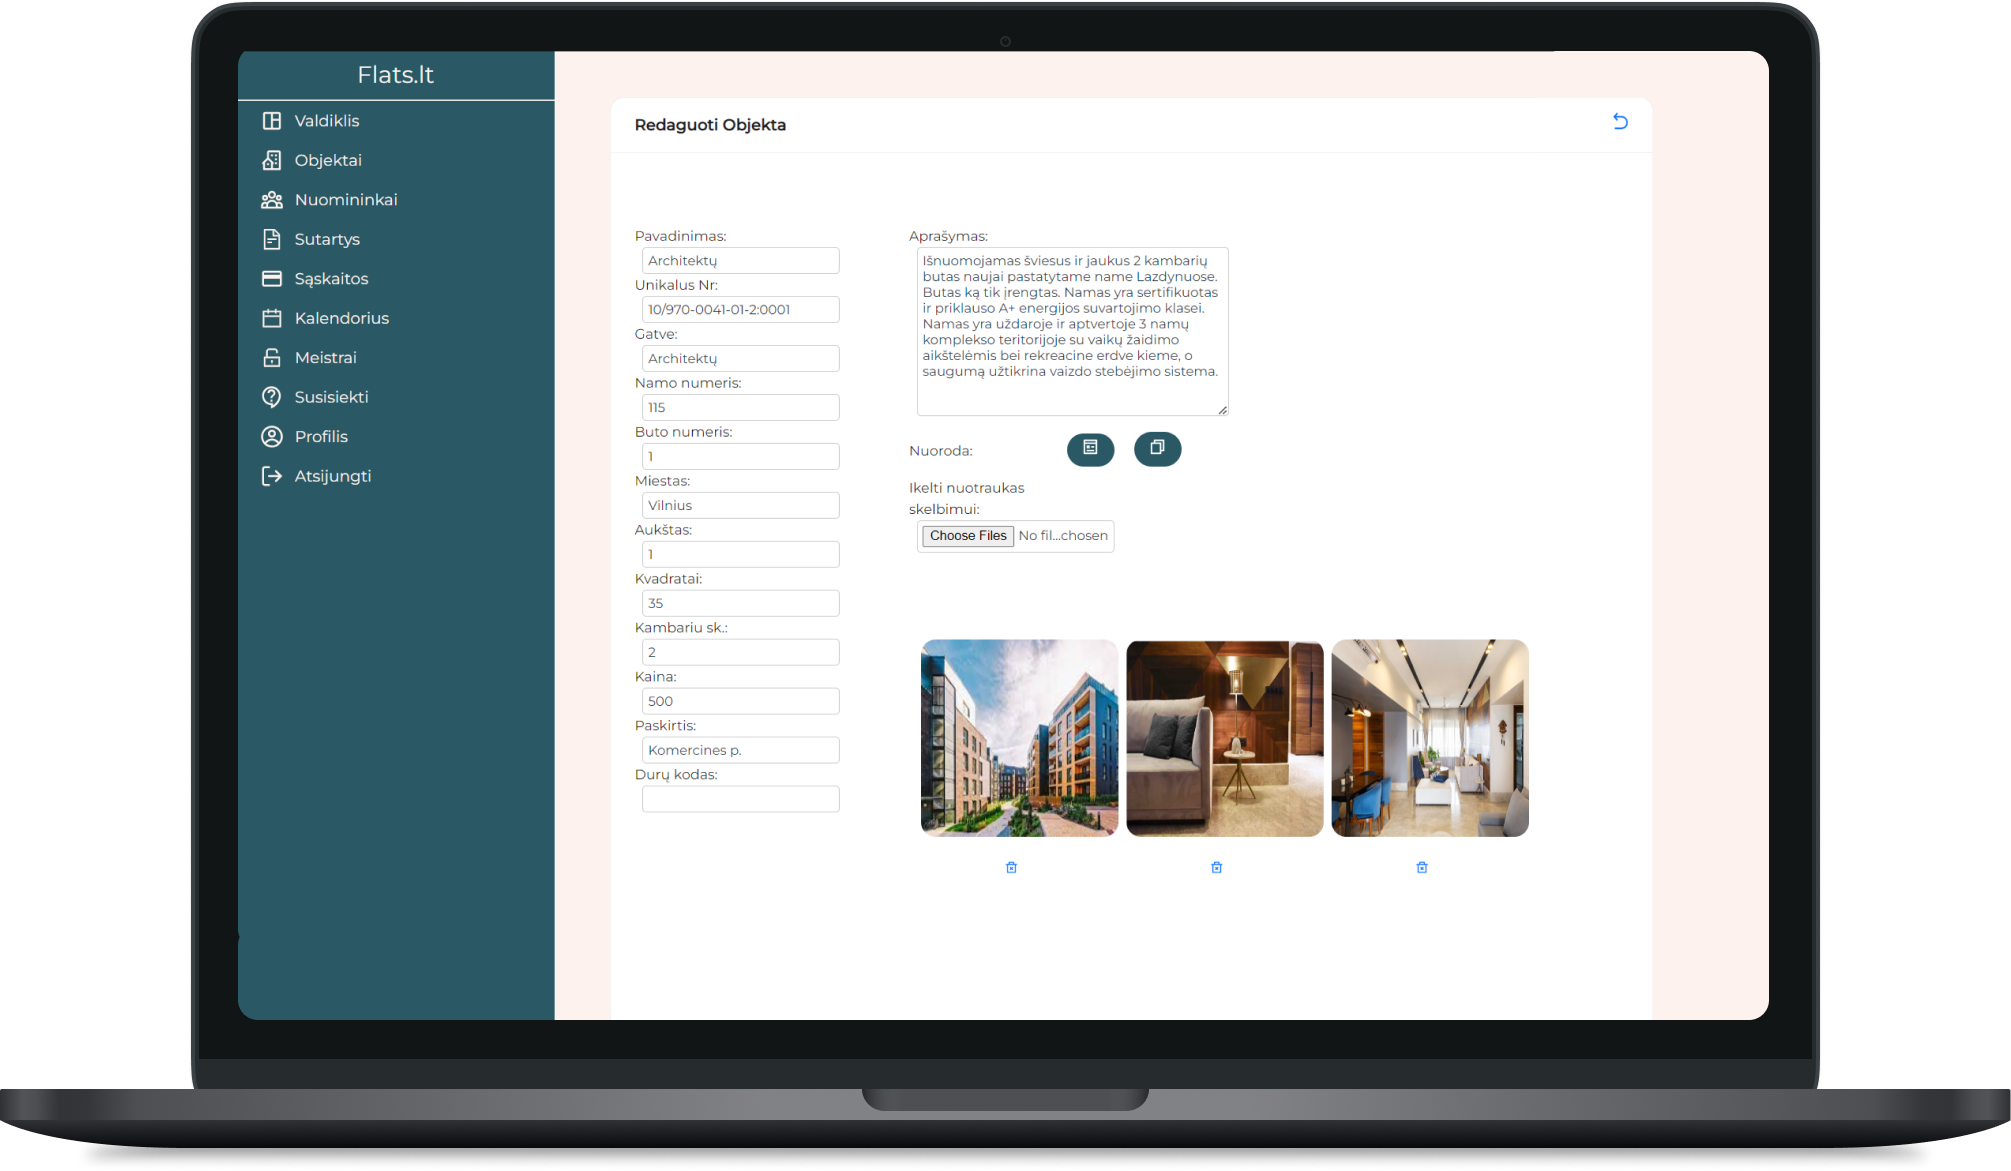 Flats.lt
Valdiklis
Objektai
Nuomininkai
Sutartys
Sąskaitos
Kalendorius
Meistrai
Susisiekti
Profilis
Atsijungti
Redaguoti Objekta
Pavadinimas:
Architektų
Unikalus Nr:
10/970-0041-01-2:0001
Gatve:
Architektų
Namo numeris:
115
Buto numeris:
1
Miestas:
Vilnius
Aukštas:
1
Kvadratai:
35
Kambariu sk.:
2
Kaina:
500
Paskirtis:
Komercines p.
Durų kodas:
Aprašymas:
Išnuomojamas šviesus ir jaukus 2 kambarių
butas naujai pastatytame name Lazdynuose.
Butas ką tik įrengtas. Namas yra sertifikuotas
ir priklauso A+ energijos suvartojimo klasei.
Namas yra uždaroje ir aptvertoje 3 namų
komplekso teritorijoje su vaikų žaidimo
aikštelėmis bei rekreacine erdve kieme, o
saugumą užtikrina vaizdo stebėjimo sistema.
Nuoroda:
Ikelti nuotraukas
skelbimui:
Choose Files No fil...chosen